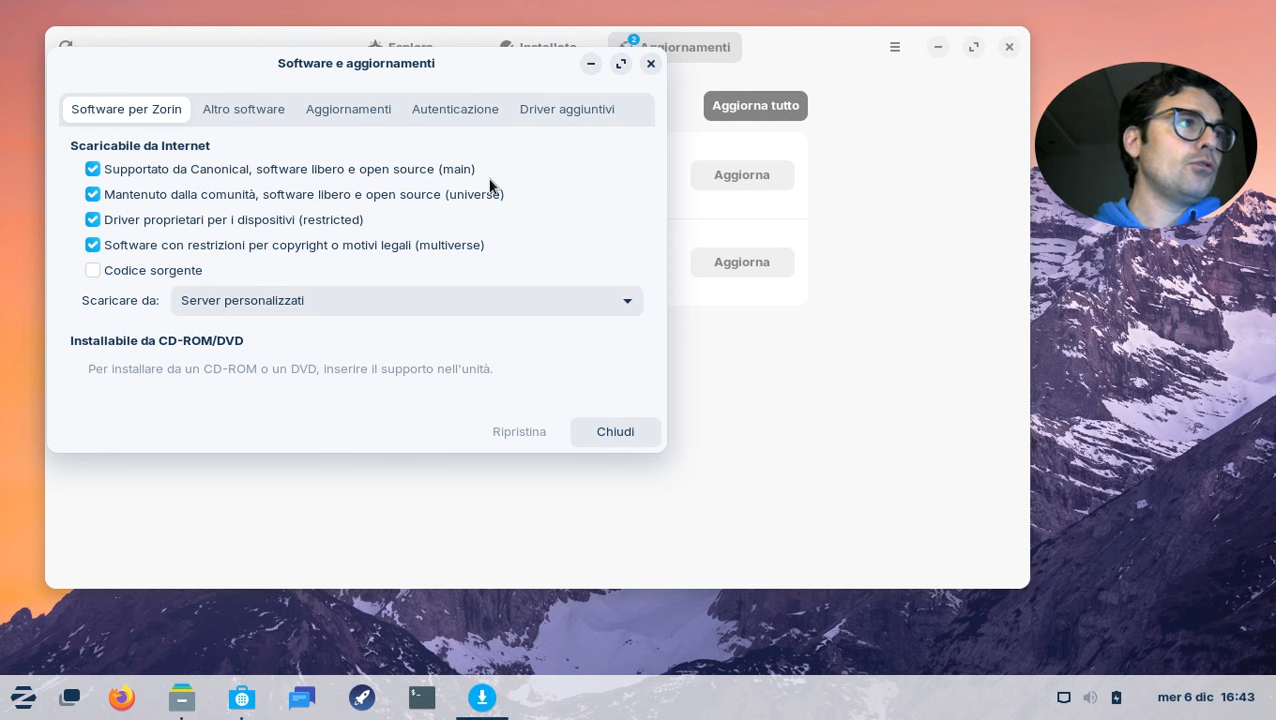 Esplora
Installato
2
Aggiornamenti
Software e aggiornamenti
Software per Zorin
Altro software
Aggiornamenti
Autenticazione
Driver aggiuntivi
Aggiorna tutto
Scaricabile da Internet
Supportato da Canonical, software libero e open source (main)
Aggiorna
Mantenuto dalla comunità, software libero e open source (universe)
Driver proprietari per i dispositivi (restricted)
Software con restrizioni per copyright o motivi legali (multiverse)
Aggiorna
Codice sorgente
Scaricare da:
Server personalizzati
Installabile da CD-ROM/DVD
Per installare da un CD-ROM o un DVD, inserire il supporto nell'unità.
Ripristina
Chiudi
mer 6 dic 16:43